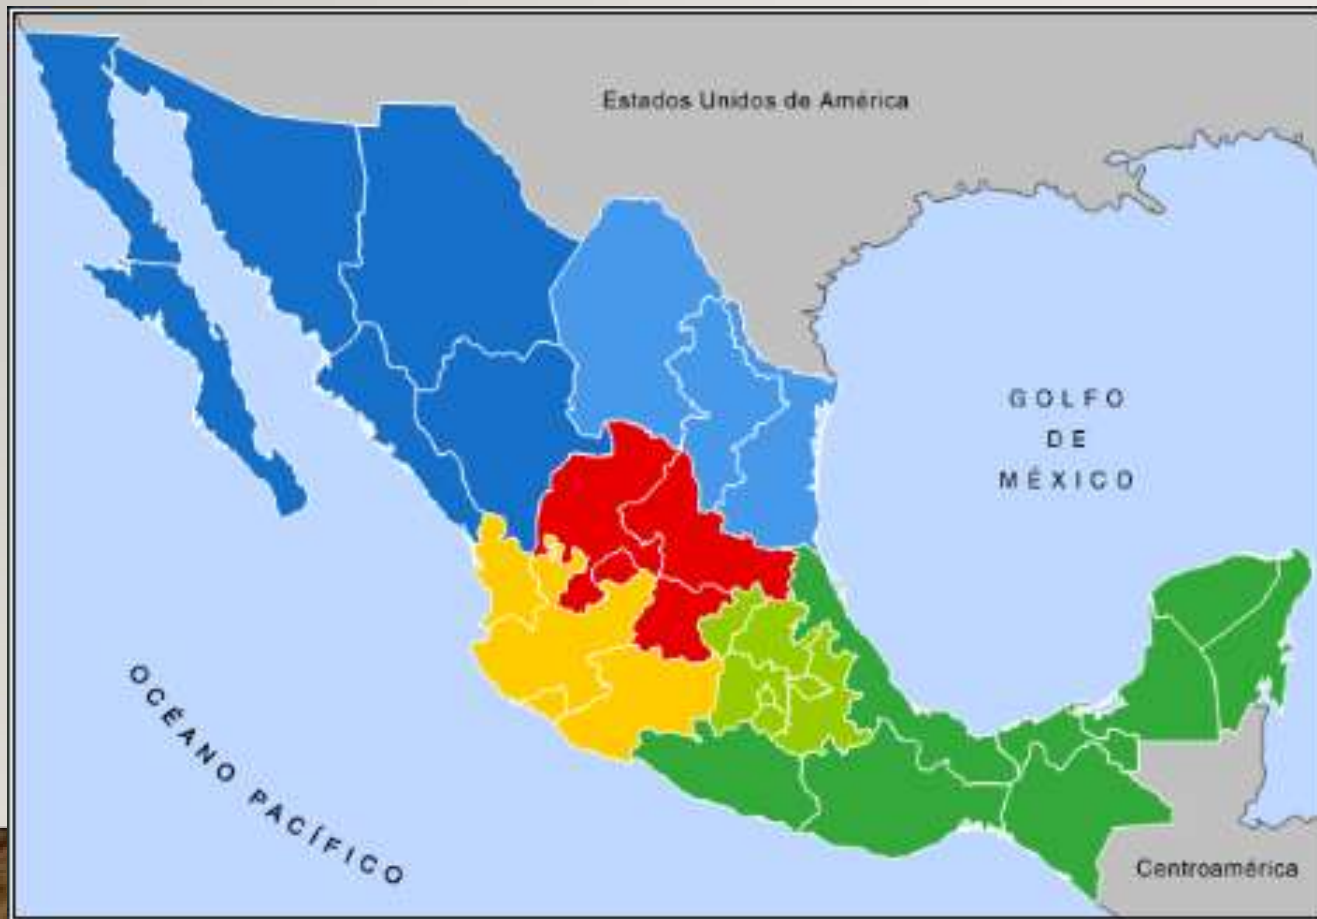 Estados Unidos de América
GOLFO
DE
MÉXICO
OCÉANO PACÍFICO
Centroamérica